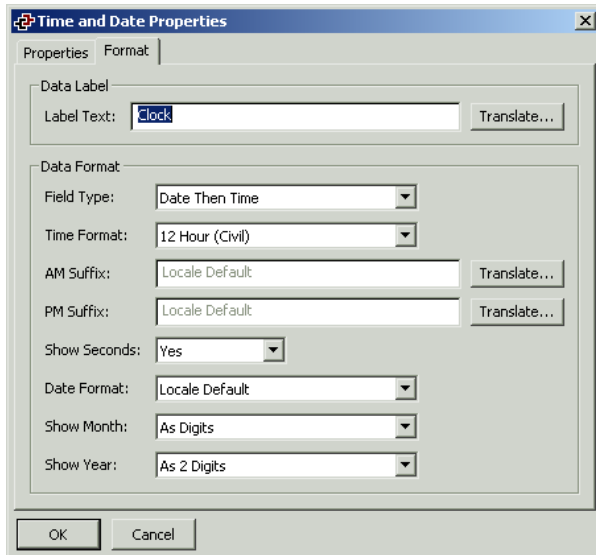 Time and Date Properties
Properties Format
Data Label
Label Text: Clock Translate...
Data Format
Field Type: Date Then Time
Time Format: 12 Hour (Civil)
AM Suffix: Locale Default Translate...
PM Suffix: Locale Default Translate...
Show Seconds: Yes
Date Format: Locale Default
Show Month: As Digits
Show Year: As 2 Digits
OK Cancel